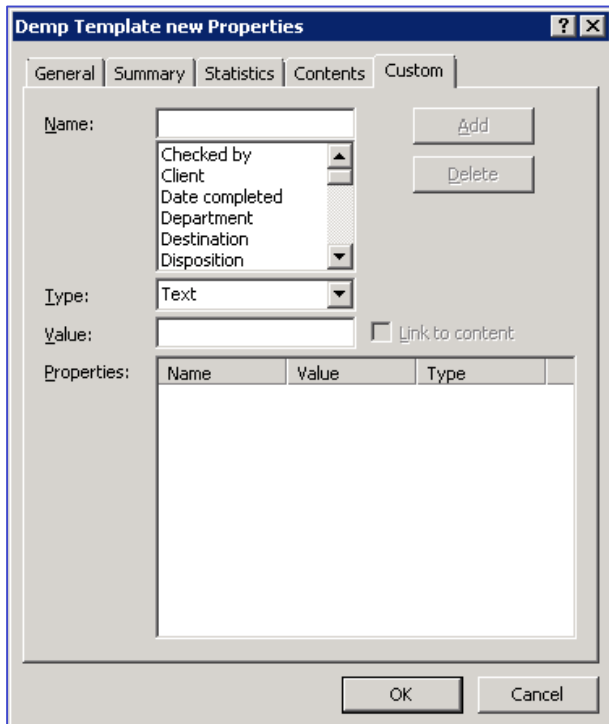 Demp Template new Properties
General Summary Statistics Contents Custom
Name:
Add
Checked by
Client
Date completed
Department
Destination
Disposition
Delete
Type: Text
Value: Link to content
Properties: Name Value Type
OK Cancel